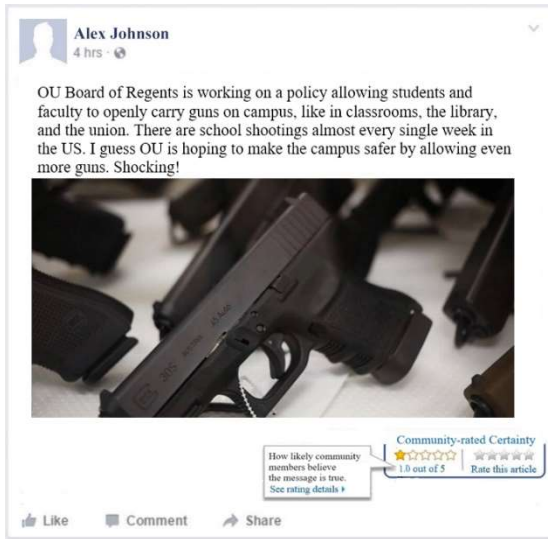 Alex Johnson
4 hrs
OU Board of Regents is working on a policy allowing students and
faculty to openly carry guns on campus, like in classrooms, the library,
and the union. There are school shootings almost every single week in
the US. I guess OU is hoping to make the campus safer by allowing even
more guns. Shocking!
30S AUSTRIA .45 Auto
Community-rated Certainty
1.0 out of 5
Rate this article
How likely community
members believe
the message is true.
See rating details
Like
Comment
Share